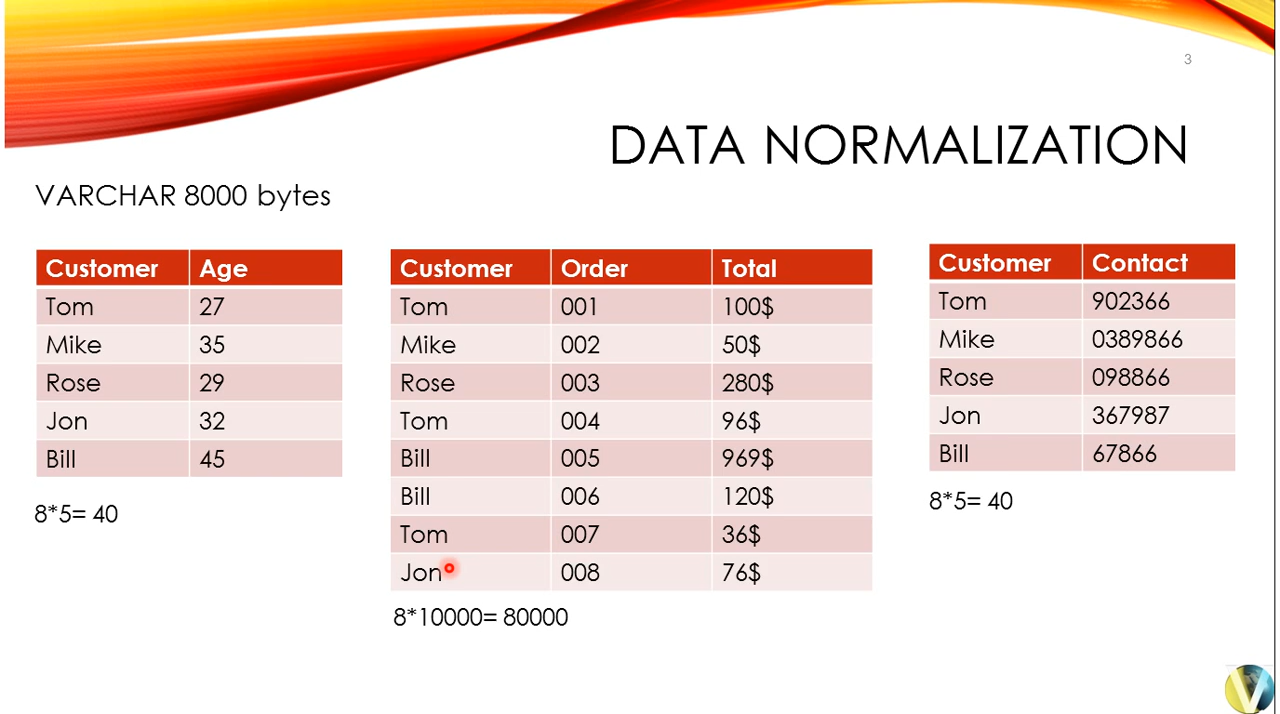 3
DATA NORMALIZATION
VARCHAR 8000 bytes
Customer Age
Tom 27
Mike 35
Rose 29
Jon 32
Bill 45
8*5= 40
Customer Order Total
Tom 001 100$
Mike 002 50$
Rose 003 280$
Tom 004 96$
Bill 005 969$
Bill 006 120$
Tom 007 36$
Jon 008 76$
8*10000= 80000
Customer Contact
Tom 902366
Mike 0389866
Rose 098866
Jon 367987
Bill 67866
8*5= 40
V